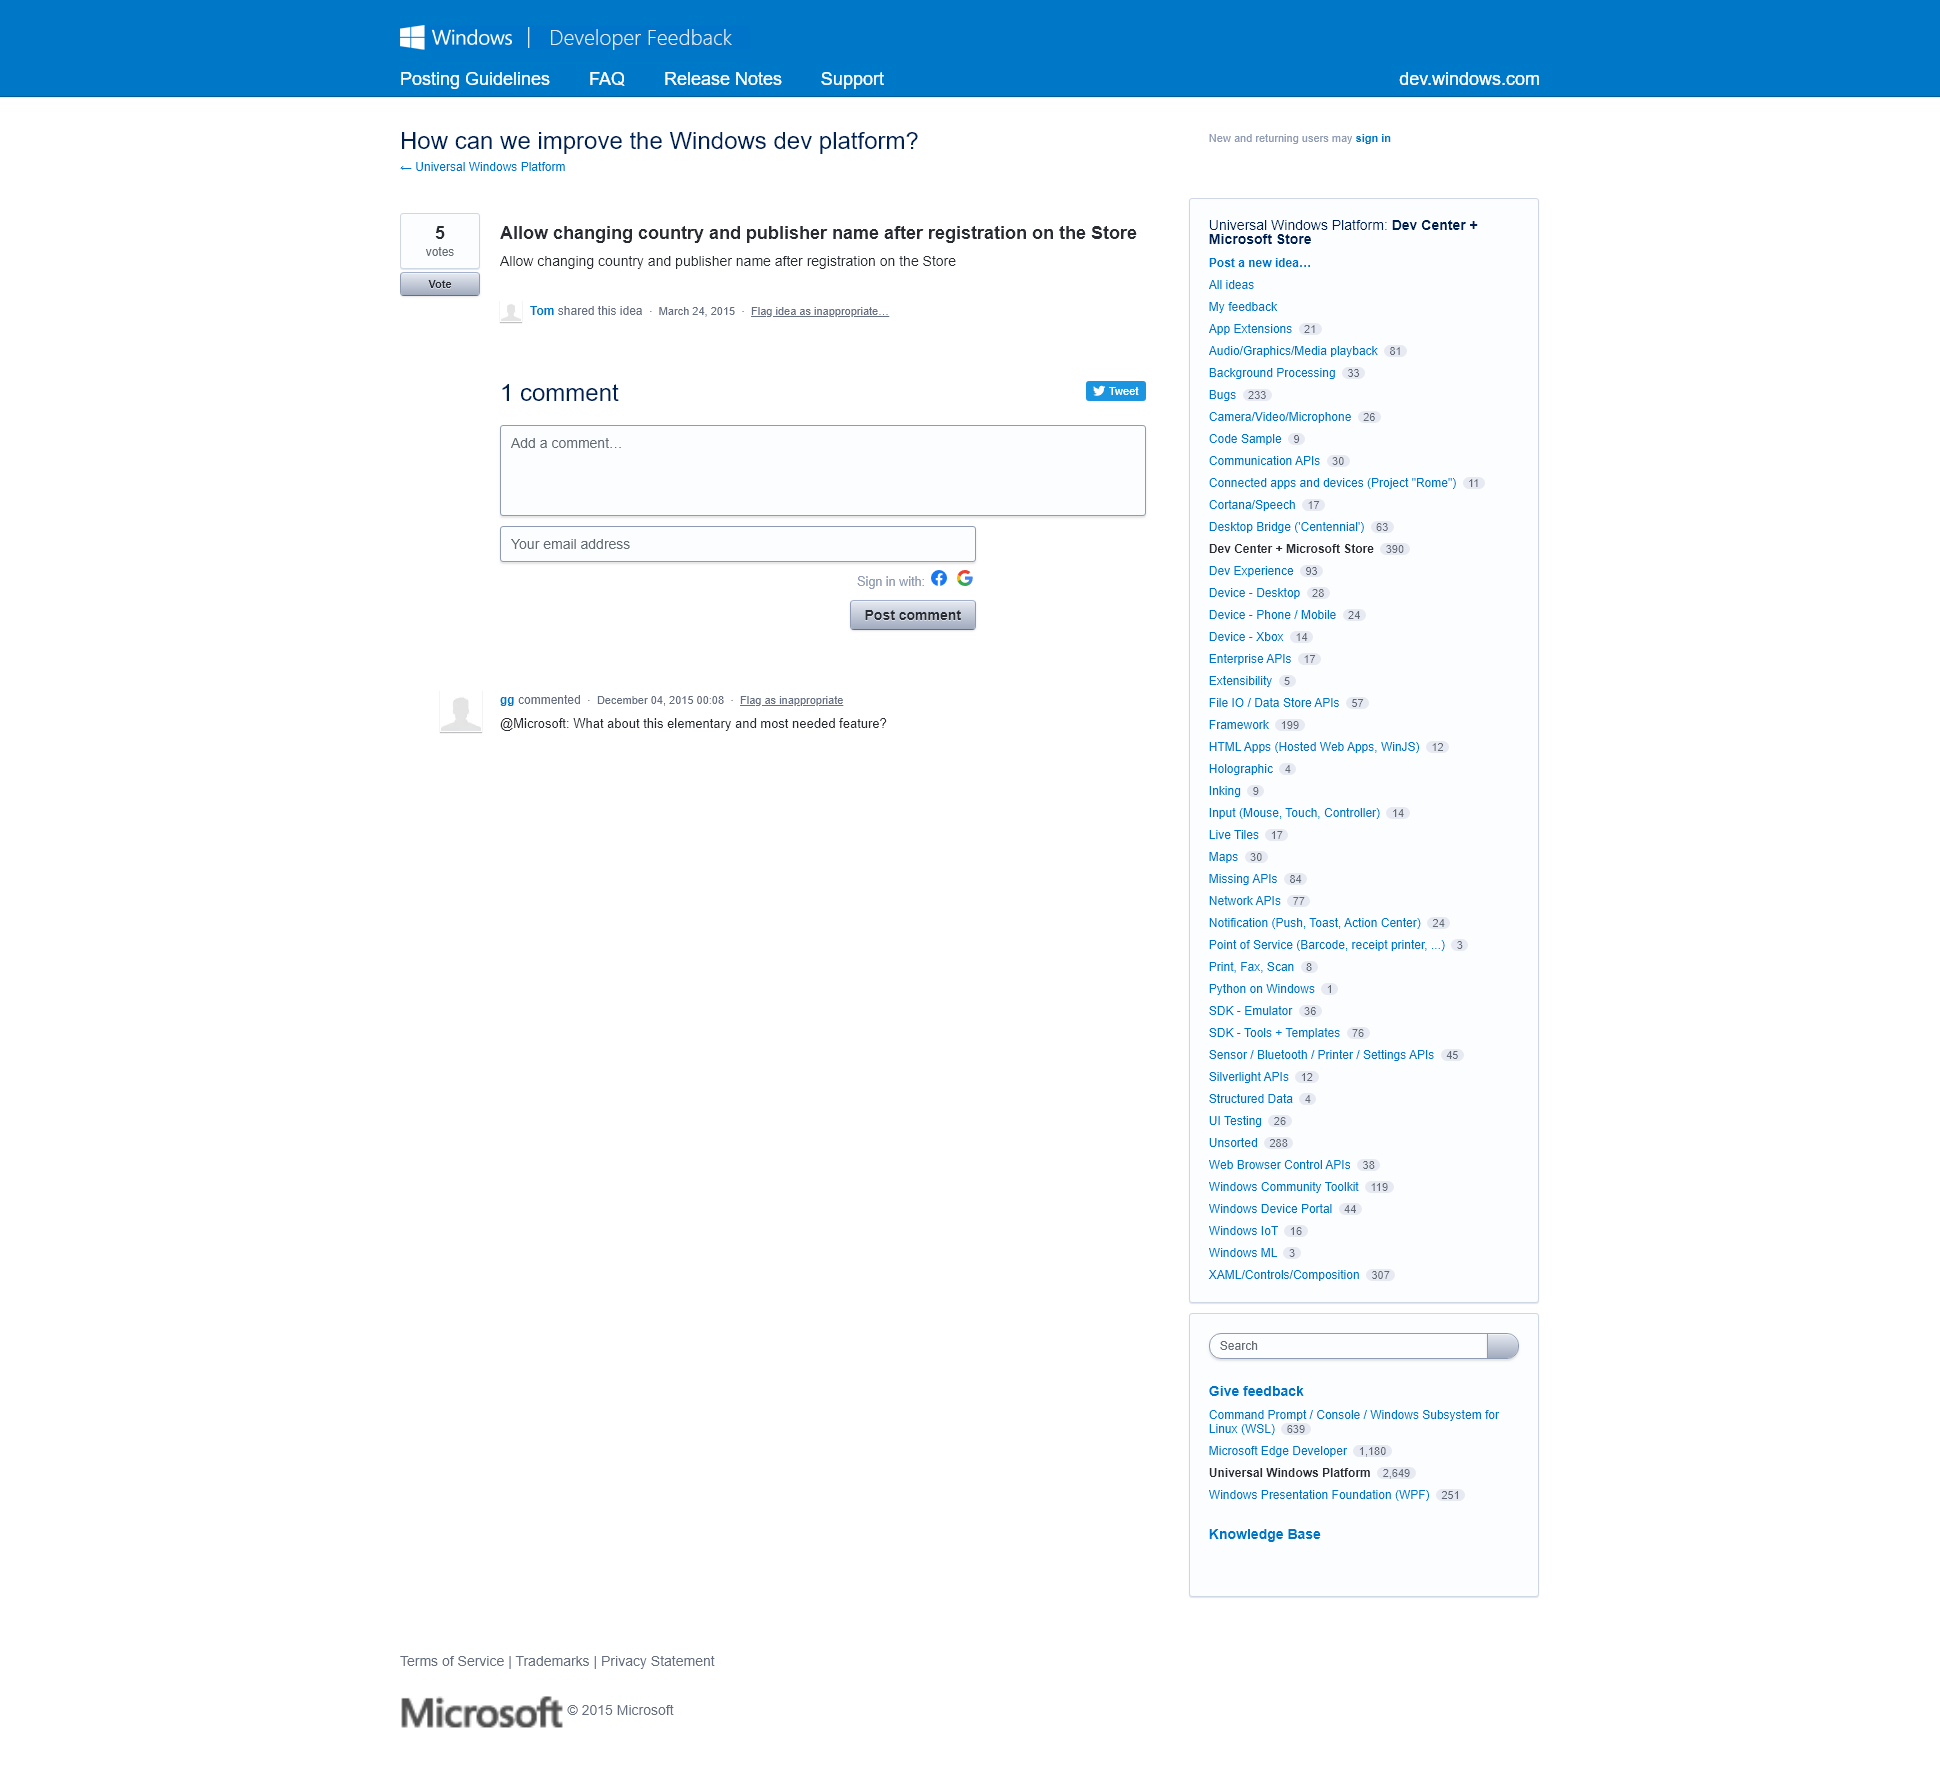 Windows | Developer Feedback
Posting Guidelines FAQ Release Notes Support dev.windows.com
How can we improve the Windows dev platform?
← Universal Windows Platform
New and returning users may sign in
5
votes
Vote
Allow changing country and publisher name after registration on the Store
Allow changing country and publisher name after registration on the Store
Tom shared this idea · March 24, 2015 · Flag idea as inappropriate…
1 comment
Tweet
Add a comment…
Your email address
Sign in with:
Post comment
gg commented · December 04, 2015 00:08 · Flag as inappropriate
@Microsoft: What about this elementary and most needed feature?
Universal Windows Platform: Dev Center +
Microsoft Store
Post a new idea…
All ideas
My feedback
App Extensions 21
Audio/Graphics/Media playback 81
Background Processing 33
Bugs 233
Camera/Video/Microphone 26
Code Sample 9
Communication APIs 30
Connected apps and devices (Project "Rome") 11
Cortana/Speech 17
Desktop Bridge ('Centennial') 63
Dev Center + Microsoft Store 390
Dev Experience 93
Device - Desktop 28
Device - Phone / Mobile 24
Device - Xbox 14
Enterprise APIs 17
Extensibility 5
File IO / Data Store APIs 57
Framework 199
HTML Apps (Hosted Web Apps, WinJS) 12
Holographic 4
Inking 9
Input (Mouse, Touch, Controller) 14
Live Tiles 17
Maps 30
Missing APIs 84
Network APIs 77
Notification (Push, Toast, Action Center) 24
Point of Service (Barcode, receipt printer, ...) 3
Print, Fax, Scan 8
Python on Windows 1
SDK - Emulator 36
SDK - Tools + Templates 76
Sensor / Bluetooth / Printer / Settings APIs 45
Silverlight APIs 12
Structured Data 4
UI Testing 26
Unsorted 288
Web Browser Control APIs 38
Windows Community Toolkit 119
Windows Device Portal 44
Windows IoT 16
Windows ML 3
XAML/Controls/Composition 307
Search
Give feedback
Command Prompt / Console / Windows Subsystem for
Linux (WSL) 639
Microsoft Edge Developer 1,180
Universal Windows Platform 2,649
Windows Presentation Foundation (WPF) 251
Knowledge Base
Terms of Service | Trademarks | Privacy Statement
Microsoft © 2015 Microsoft